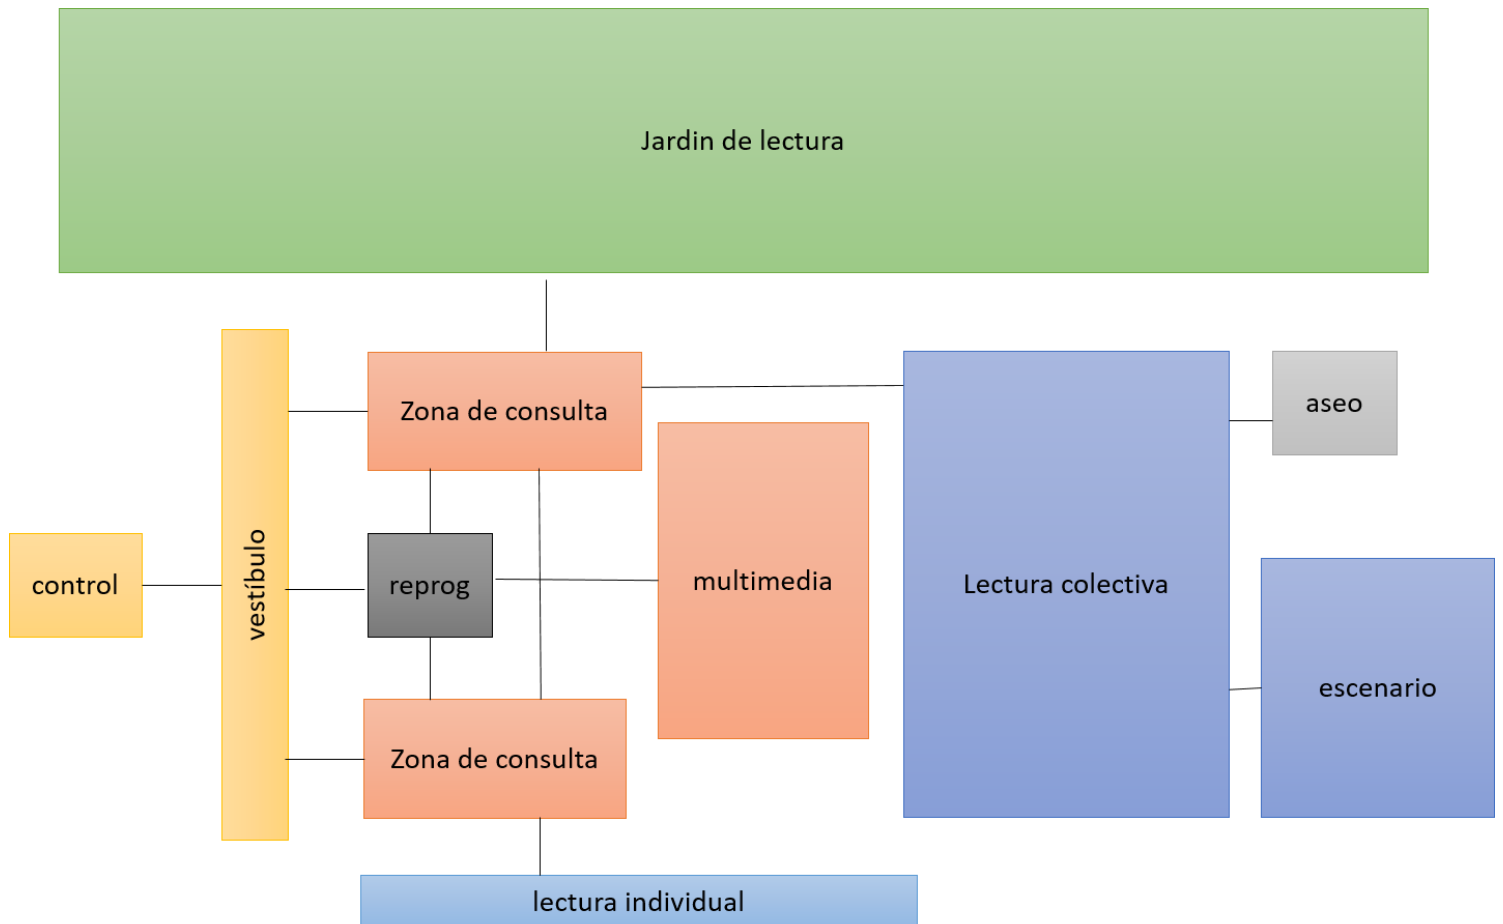 Jardin de lectura
Zona de consulta
aseo
multimedia
vestíbulo
control
reprog
Lectura colectiva
escenario
Zona de consulta
lectura individual